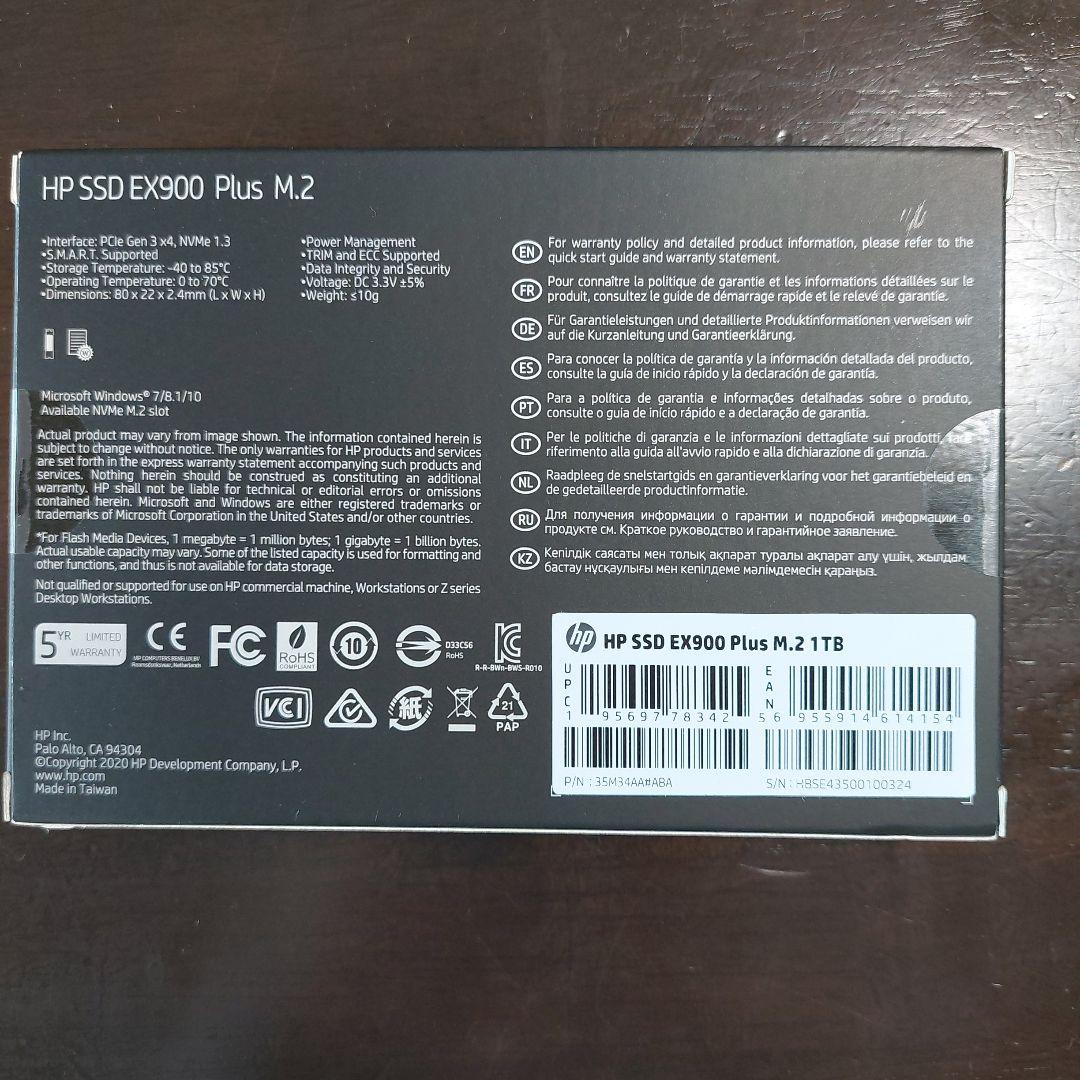 HP SSD EX900 Plus M.2
•Interface: PCIe Gen 3 x4, NVMe 1.3
•S.M.A.R.T. Supported
•Storage Temperature: -40 to 85°C
•Operating Temperature: 0 to 70°C
•Dimensions: 80 x 22 x 2.4mm (L x W x H)
•Power Management
•TRIM and ECC Supported
•Data Integrity and Security
•Voltage: DC 3.3V ±5%
•Weight: ≤10g
Microsoft Windows® 7/8.1/10
Available NVMe M.2 slot
Actual product may vary from image shown. The information contained herein is
subject to change without notice. The only warranties for HP products and services
are set forth in the express warranty statement accompanying such products and
services. Nothing herein should be construed as constituting an additional
warranty. HP shall not be liable for technical or editorial errors or omissions
contained herein. Microsoft and Windows are either registered trademarks or
trademarks of Microsoft Corporation in the United States and/or other countries.
*For Flash Media Devices, 1 megabyte = 1 million bytes; 1 gigabyte = 1 billion bytes.
Actual usable capacity may vary. Some of the listed capacity is used for formatting and
other functions, and thus is not available for data storage.
Not qualified or supported for use on HP commercial machine, Workstations or Z series
Desktop Workstations.
EN For warranty policy and detailed product information, please refer to the
quick start guide and warranty statement.
FR Pour connaître la politique de garantie et les informations détaillées sur le
produit, consultez le guide de démarrage rapide et le relevé de garantie.
DE Für Garantieleistungen und detaillierte Produktinformationen verweisen wir
auf die Kurzanleitung und Garantieerklärung.
ES Para conocer la política de garantía y la información detallada del producto,
consulte la guía de inicio rápido y la declaración de garantía.
PT Para a política de garantia e informações detalhadas sobre o produto,
consulte o guia de início rápido e a declaração de garantia.
IT Per le politiche di garanzia e le informazioni dettagliate sui prodotti, fare
riferimento alla guida all'avvio rapido e alla dichiarazione di garanzia.
NL Raadpleeg de snelstartgids en garantieverklaring voor het garantiebeleid en
de gedetailleerde productinformatie.
RU Для получения информации о гарантии и подробной информации о
продукте см. Краткое руководство и гарантийное заявление.
KZ Кепілдік саясаты мен толық ақпарат туралы ақпарат алу үшін, жылдам
бастау нұсқаулығы мен кепілдеме мәлімдемесін қараңыз.
5 YR LIMITED
WARRANTY
CE
HP COMPUTERS BENELUX BV
FC
RoHS
COMPLIANT
10
D33C56
RoHS
R-R-BWn-BWS-R010
VCI
紙
21
PAP
HP Inc.
Palo Alto, CA 94304
©Copyright 2020 HP Development Company, L.P.
www.hp.com
Made in Taiwan
hp HP SSD EX900 Plus M.2 1TB
UPC
1 95697 78342 5
EAN
6 955914 614154
P/N : 35M34AA#ABA
S/N : HBSE43500100324